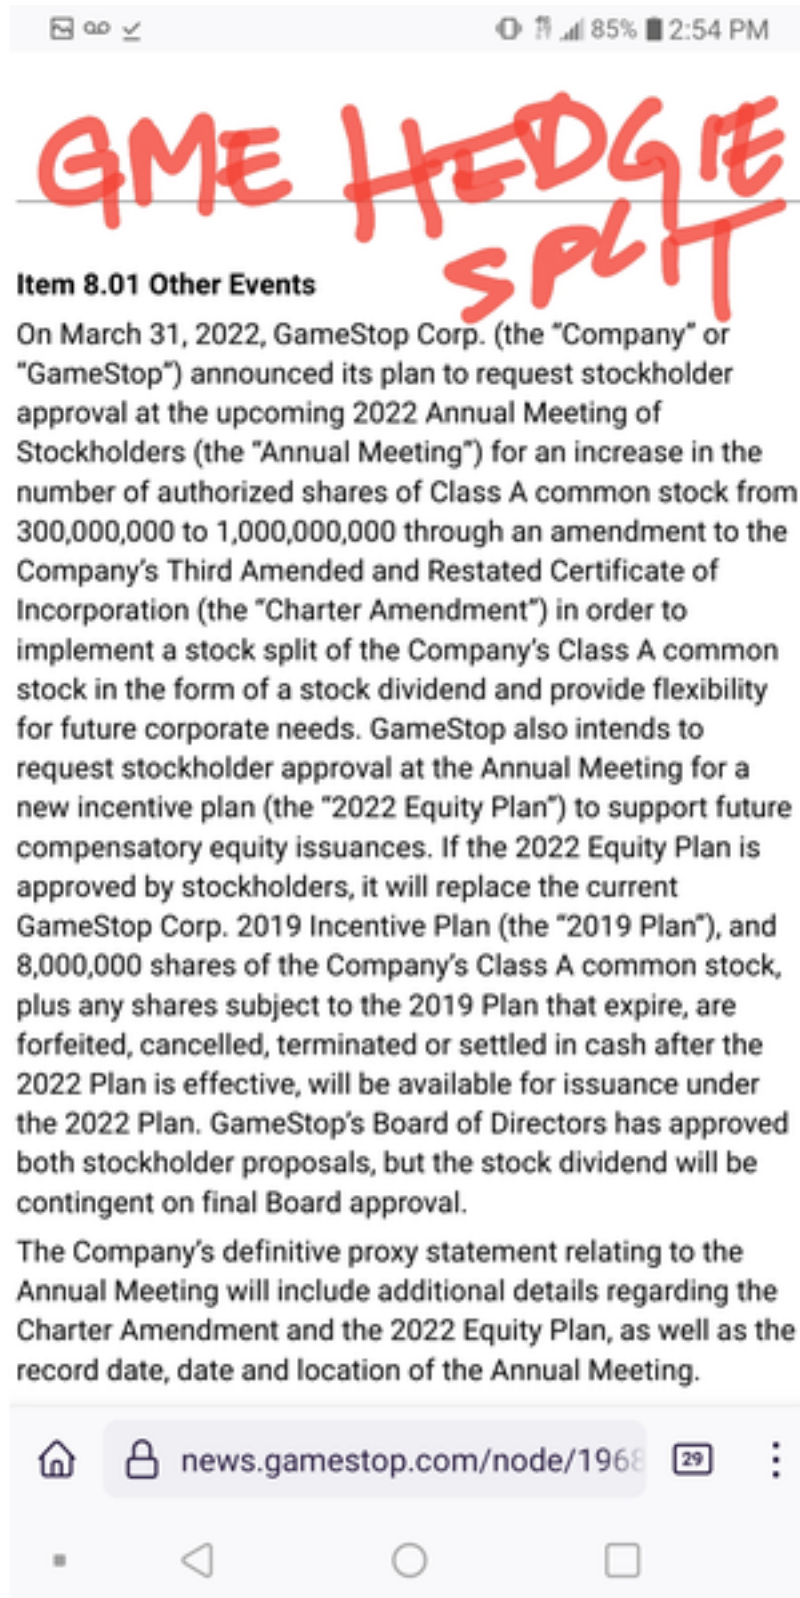 85% 2:54 PM
GME HEDGIE
SPLIT
Item 8.01 Other Events
On March 31, 2022, GameStop Corp. (the “Company” or
“GameStop”) announced its plan to request stockholder
approval at the upcoming 2022 Annual Meeting of
Stockholders (the “Annual Meeting”) for an increase in the
number of authorized shares of Class A common stock from
300,000,000 to 1,000,000,000 through an amendment to the
Company’s Third Amended and Restated Certificate of
Incorporation (the “Charter Amendment”) in order to
implement a stock split of the Company’s Class A common
stock in the form of a stock dividend and provide flexibility
for future corporate needs. GameStop also intends to
request stockholder approval at the Annual Meeting for a
new incentive plan (the “2022 Equity Plan”) to support future
compensatory equity issuances. If the 2022 Equity Plan is
approved by stockholders, it will replace the current
GameStop Corp. 2019 Incentive Plan (the “2019 Plan”), and
8,000,000 shares of the Company’s Class A common stock,
plus any shares subject to the 2019 Plan that expire, are
forfeited, cancelled, terminated or settled in cash after the
2022 Plan is effective, will be available for issuance under
the 2022 Plan. GameStop’s Board of Directors has approved
both stockholder proposals, but the stock dividend will be
contingent on final Board approval.
The Company’s definitive proxy statement relating to the
Annual Meeting will include additional details regarding the
Charter Amendment and the 2022 Equity Plan, as well as the
record date, date and location of the Annual Meeting.
news.gamestop.com/node/1968 29